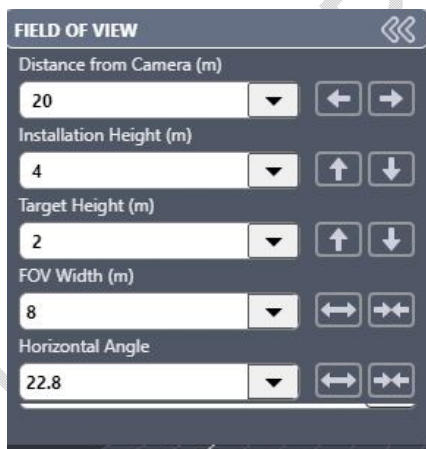 FIELD OF VIEW
Distance from Camera (m)
20
Installation Height (m)
4
Target Height (m)
2
FOV Width (m)
8
Horizontal Angle
22.8